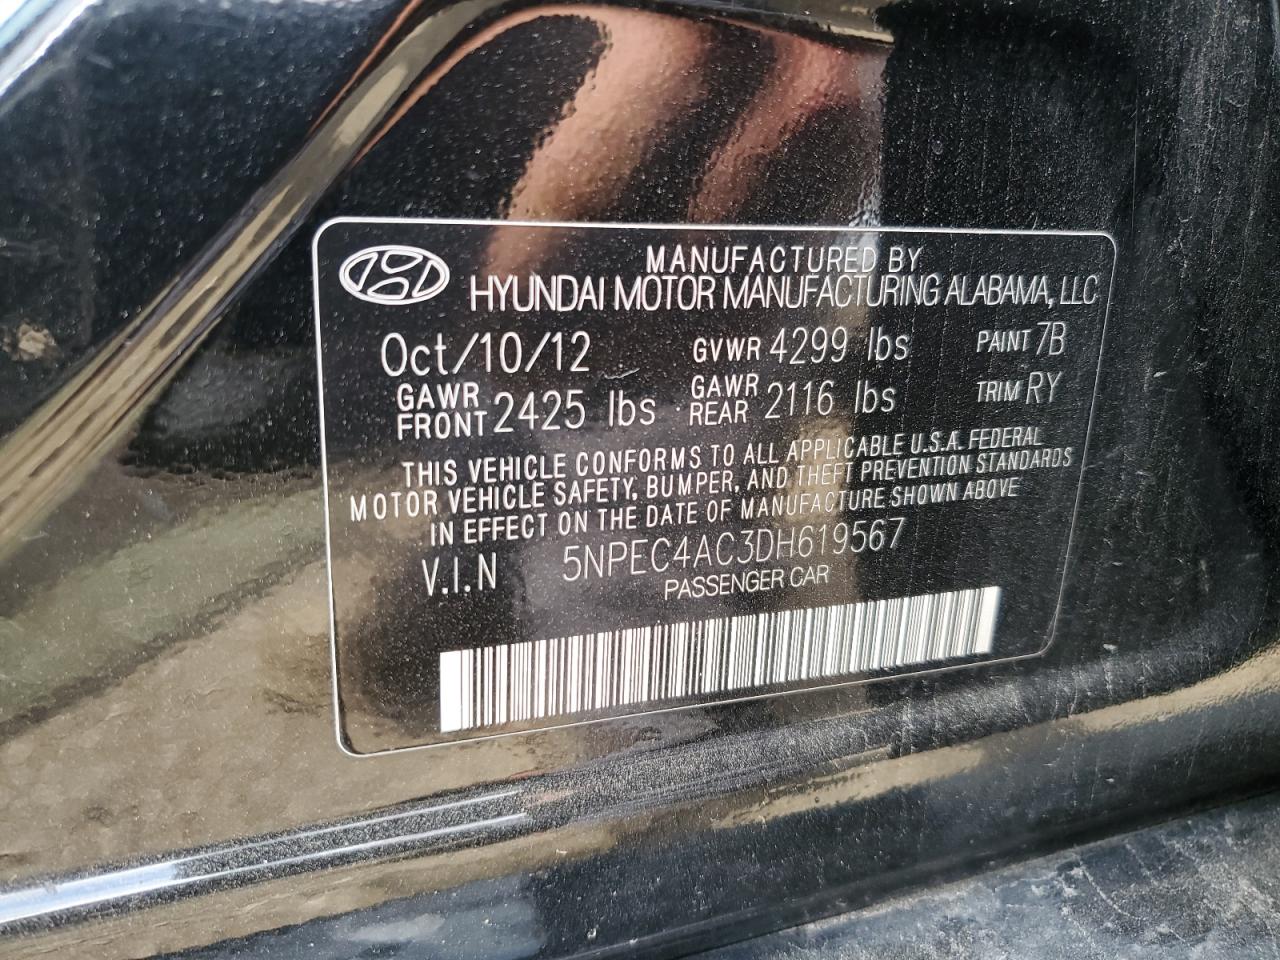 MANUFACTURED BY
HYUNDAI MOTOR MANUFACTURING ALABAMA, LLC
Oct/10/12 GVWR 4299 lbs PAINT 7B
GAWR FRONT 2425 lbs GAWR REAR 2116 lbs TRIM RY
THIS VEHICLE CONFORMS TO ALL APPLICABLE U.S.A. FEDERAL
MOTOR VEHICLE SAFETY, BUMPER, AND THEFT PREVENTION STANDARDS
IN EFFECT ON THE DATE OF MANUFACTURE SHOWN ABOVE
V.I.N 5NPEC4AC3DH619567
PASSENGER CAR